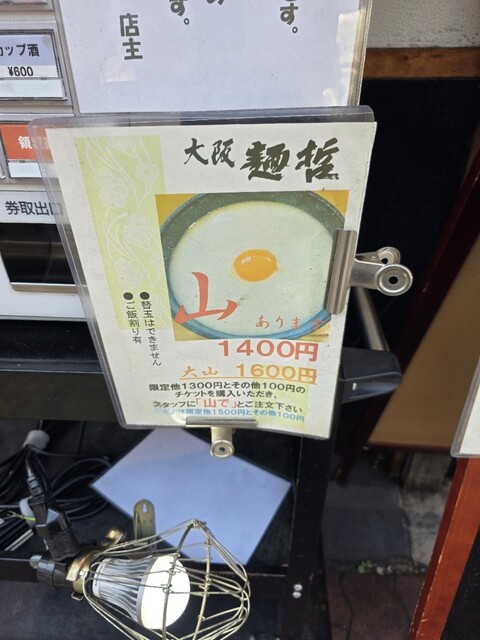 す。
す。
の
店主
カップ酒
¥600
領収
券取出口
大阪 麺哲
山
あります
●替玉はできません
●ご飯割り有
1400円
大山 1600円
限定他1300円とその他100円の
チケットを購入いただき、
スタッフに「山で」とご注文下さい
※大山は限定他1500円とその他100円